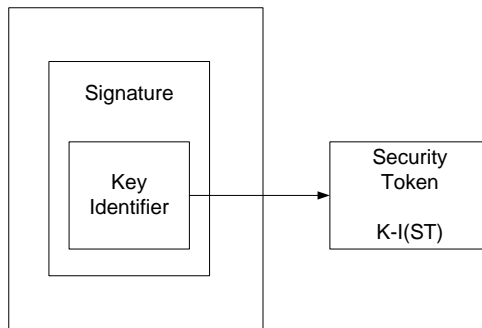 Signature
Key
Identifier
Security
Token
K-I(ST)